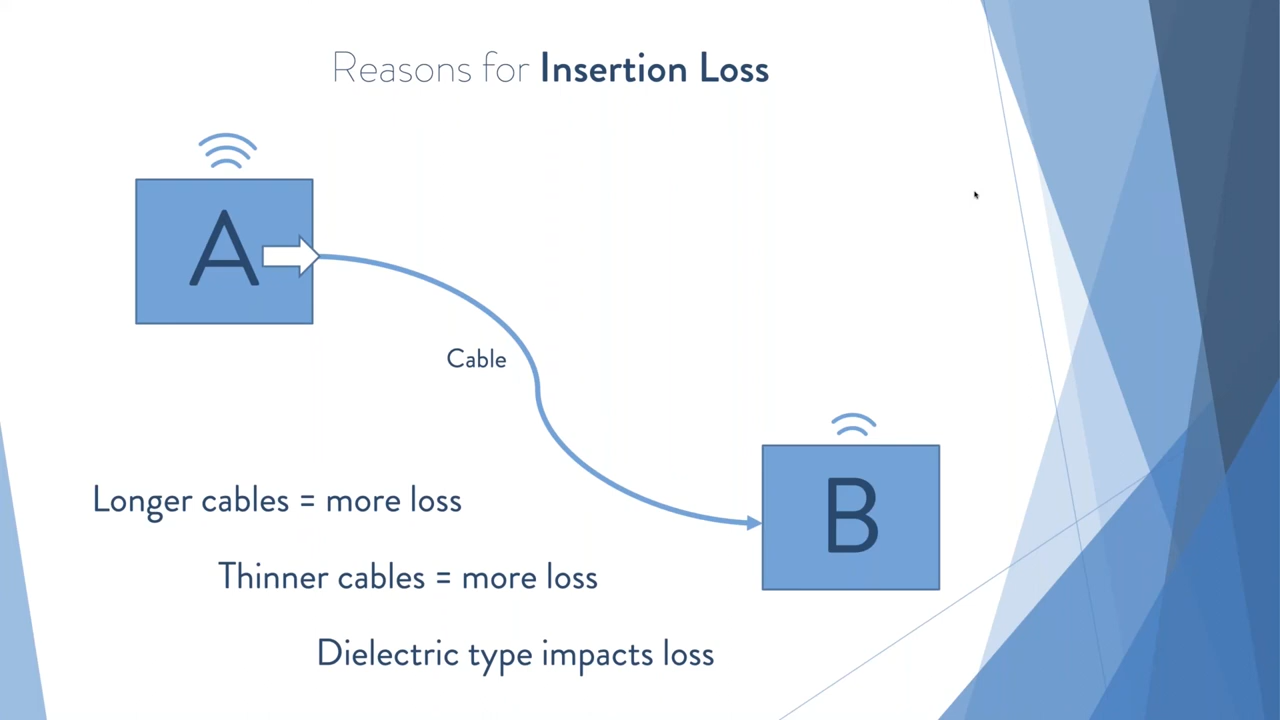 Reasons for Insertion Loss
A
Cable
B
Longer cables = more loss
Thinner cables = more loss
Dielectric type impacts loss